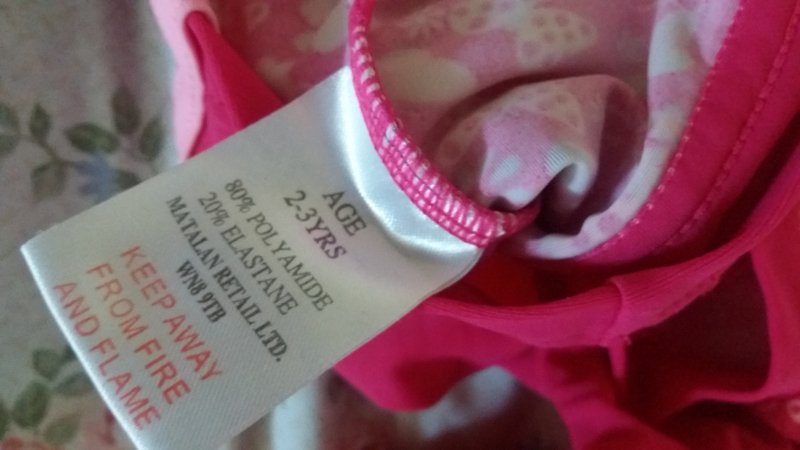 AGE
2-3YRS
80% POLYAMIDE
20% ELASTANE
MATALAN RETAIL LTD.
WN8 9TB
KEEP AWAY
FROM FIRE
AND FLAME